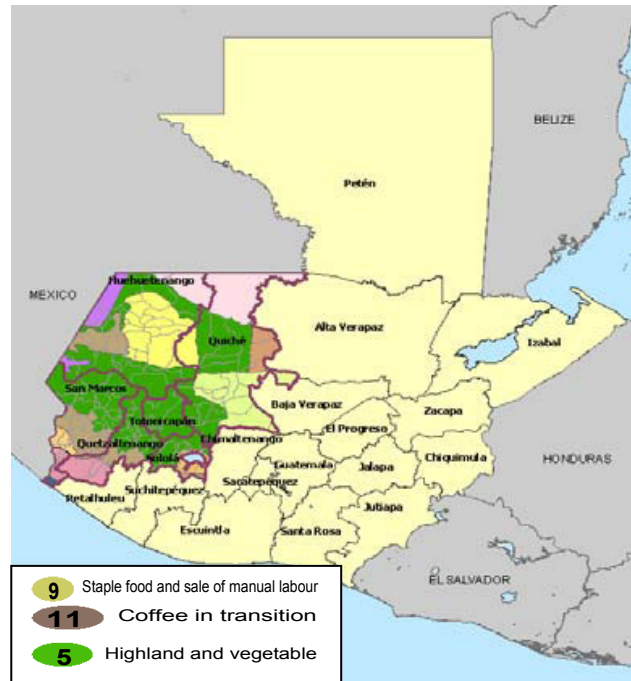 BELIZE
Petén
MEXICO
Huehuetenango
Quiché
Alta Verapaz
Izabal
San Marcos
Totonicapán
Baja Verapaz
Zacapa
El Progreso
Quetzaltenango
Chimaltenango
Sololá
Guatemala
Jalapa
Chiquimula
HONDURAS
Sacatepéquez
Retalhuleu
Suchitepéquez
Jutiapa
Escuintla
Santa Rosa
EL SALVADOR
9 Staple food and sale of manual labour
11 Coffee in transition
5 Highland and vegetable